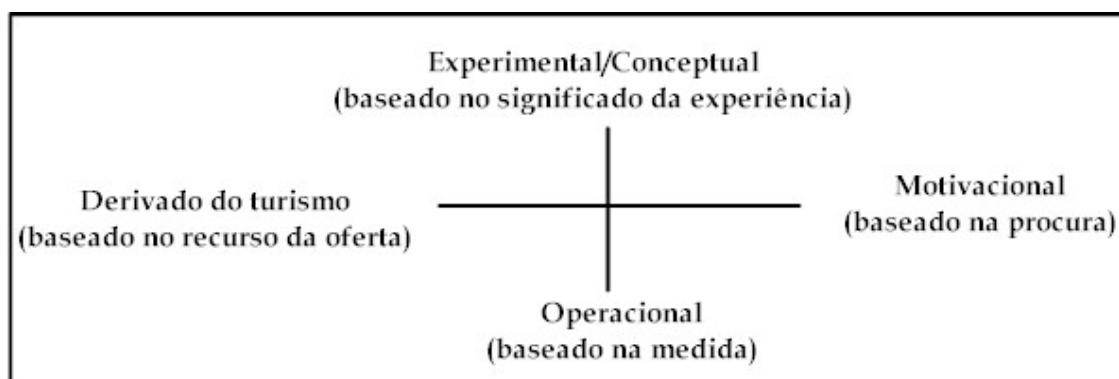 Experimental/Conceptual
(baseado no significado da experiência)
Derivado do turismo
(baseado no recurso da oferta)
Motivacional
(baseado na procura)
Operacional
(baseado na medida)